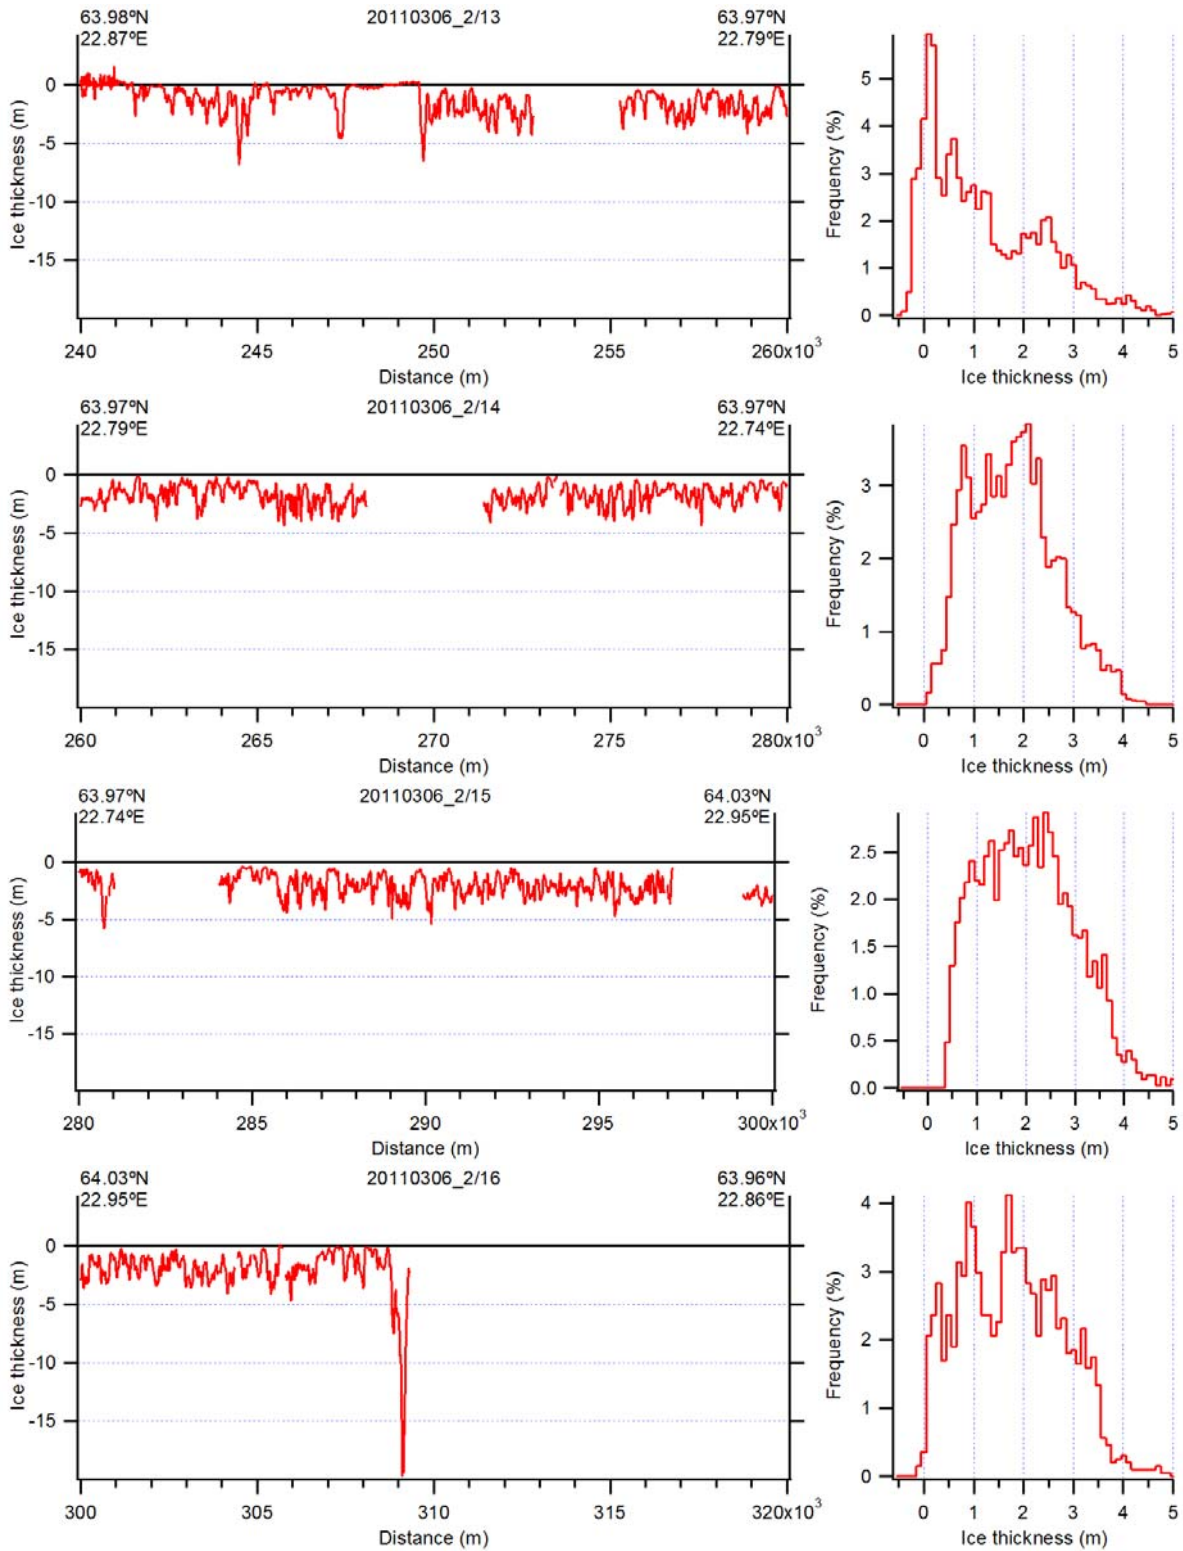 63.98ºN 20110306_2/13 63.97ºN
22.87ºE 22.79ºE
0
-5
-10
-15
Ice thickness (m)
240 245 250 255 260x10³
Distance (m)
5
4
3
2
1
0
Frequency (%)
0 1 2 3 4 5
Ice thickness (m)
63.97ºN 20110306_2/14 63.97ºN
22.79ºE 22.74ºE
0
-5
-10
-15
Ice thickness (m)
260 265 270 275 280x10³
Distance (m)
3
2
1
0
Frequency (%)
0 1 2 3 4 5
Ice thickness (m)
63.97ºN 20110306_2/15 64.03ºN
22.74ºE 22.95ºE
0
-5
-10
-15
Ice thickness (m)
280 285 290 295 300x10³
Distance (m)
2.5
2.0
1.5
1.0
0.5
0.0
Frequency (%)
0 1 2 3 4 5
Ice thickness (m)
64.03ºN 20110306_2/16 63.96ºN
22.95ºE 22.86ºE
0
-5
-10
-15
Ice thickness (m)
300 305 310 315 320x10³
Distance (m)
4
3
2
1
0
Frequency (%)
0 1 2 3 4 5
Ice thickness (m)